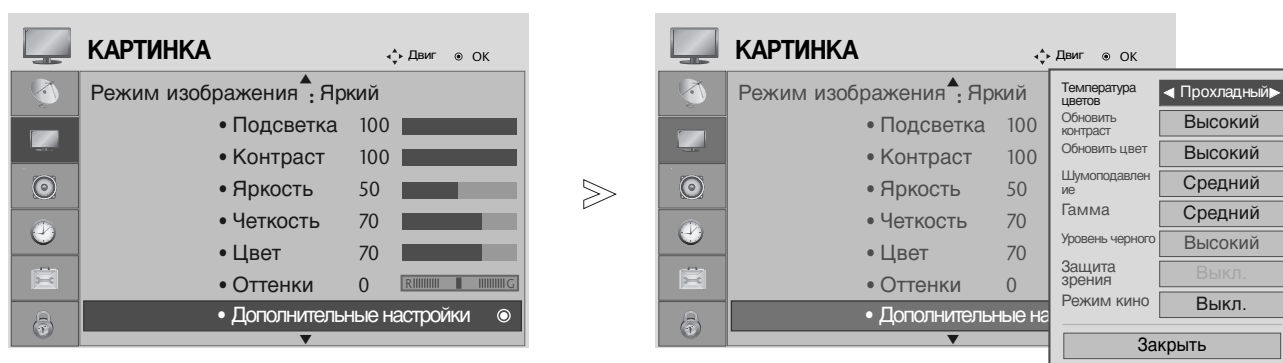 КАРТИНКА
Двиг ОК
Режим изображения : Яркий
• Подсветка 100
• Контраст 100
• Яркость 50
• Четкость 70
• Цвет 70
• Оттенки 0 R G
• Дополнительные настройки
КАРТИНКА
Двиг ОК
Режим изображения : Яркий
• Подсветка 100
• Контраст 100
• Яркость 50
• Четкость 70
• Цвет 70
• Оттенки 0
• Дополнительные на
Температура
цветов
Прохладный
Обновить
контраст
Высокий
Обновить цвет Высокий
Шумоподавлен
ие
Средний
Гамма Средний
Уровень черного Высокий
Защита
зрения
Выкл.
Режим кино Выкл.
Закрыть